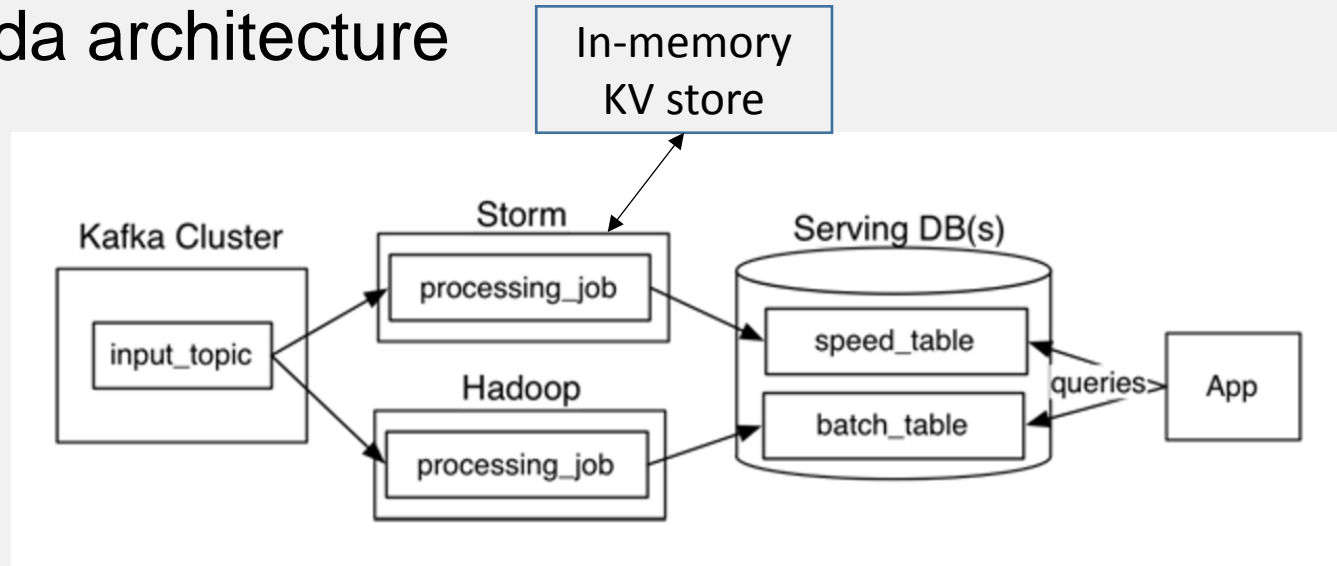 da architecture
In-memory
KV store
Kafka Cluster
input_topic
Storm
processing_job
Hadoop
processing_job
Serving DB(s)
speed_table
batch_table
queries
App